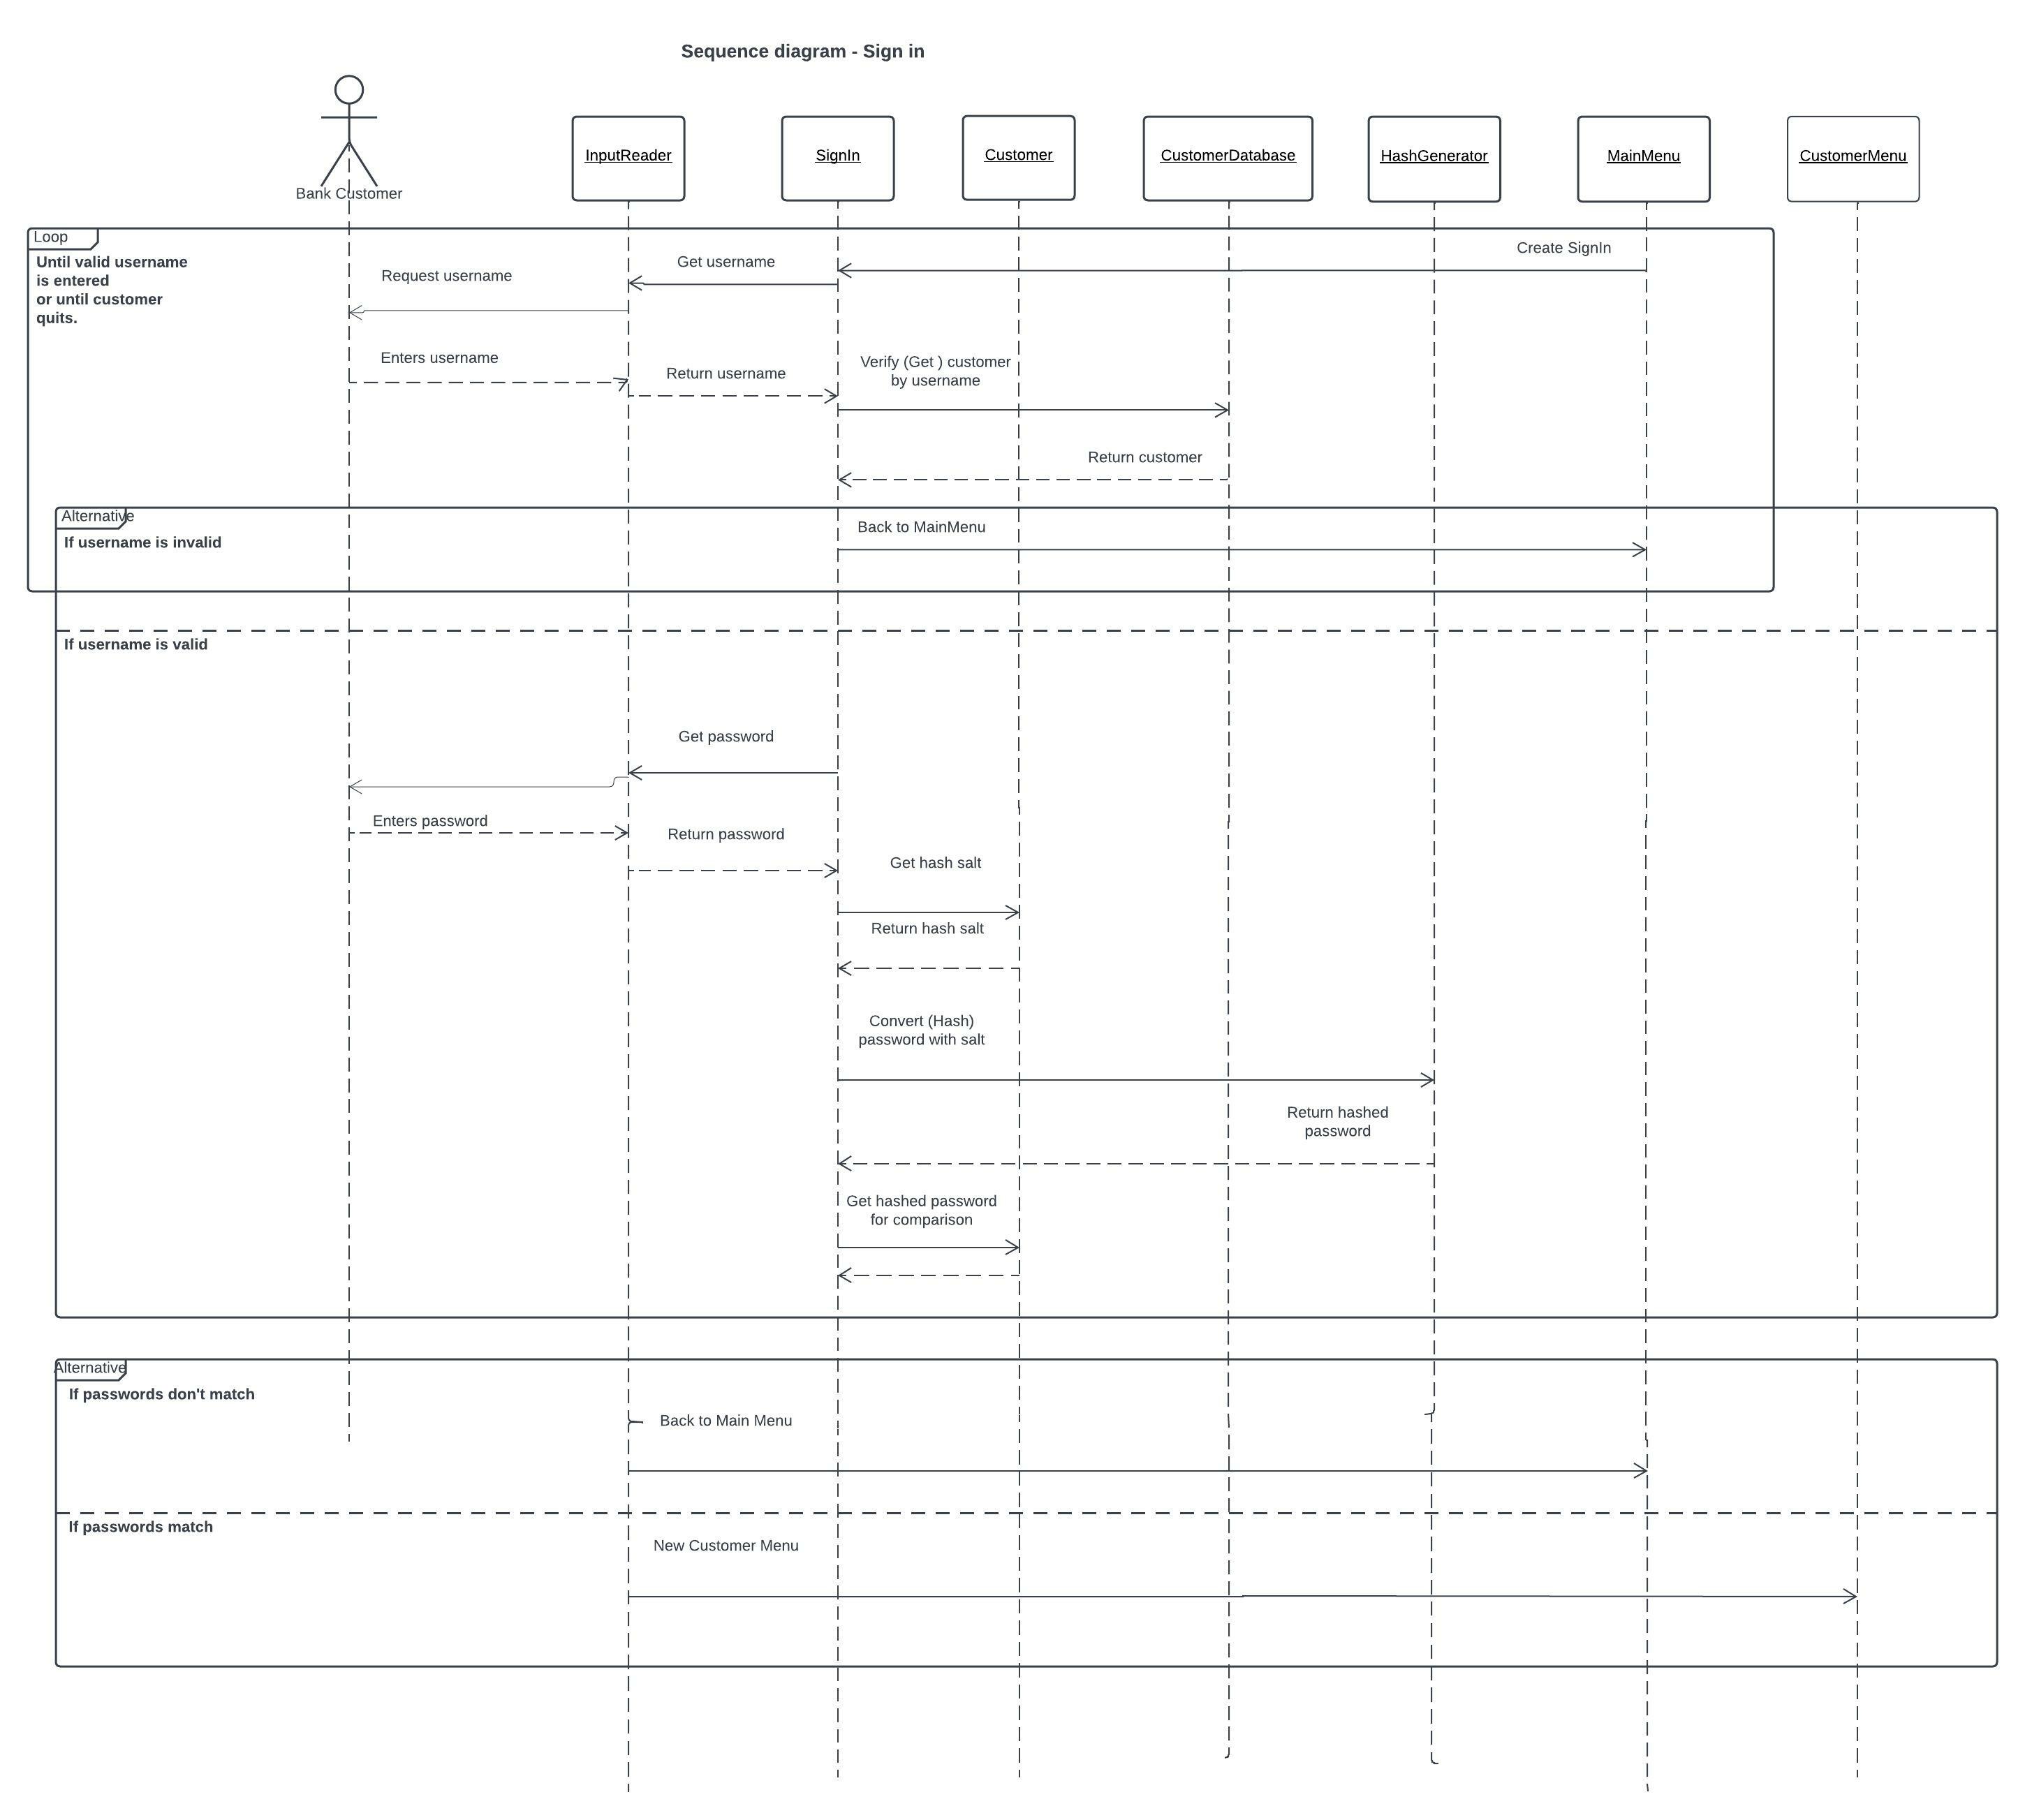 Sequence diagram - Sign in
Bank Customer
InputReader
SignIn
Customer
CustomerDatabase
HashGenerator
MainMenu
CustomerMenu
Loop
Until valid username
is entered
or until customer
quits.
Create SignIn
Get username
Request username
Enters username
Return username
Verify (Get ) customer
by username
Return customer
Alternative
If username is invalid
Back to MainMenu
If username is valid
Get password
Enters password
Return password
Get hash salt
Return hash salt
Convert (Hash)
password with salt
Return hashed
password
Get hashed password
for comparison
Alternative
If passwords don't match
Back to Main Menu
If passwords match
New Customer Menu